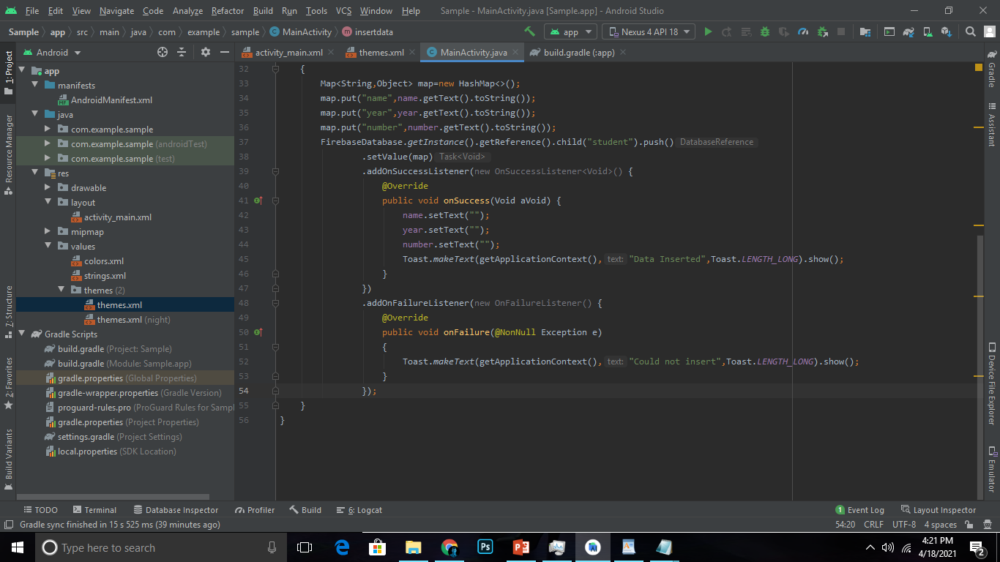 File Edit View Navigate Code Analyze Refactor Build Run Tools VCS Window Help Sample - MainActivity.java [Sample.app] - Android Studio
Sample app src main java com example sample MainActivity insertdata app Nexus 4 API 18
Android activity_main.xml themes.xml MainActivity.java build.gradle (:app)
1: Project
Resource Manager
7: Structure
2: Favorites
Build Variants
app
manifests
AndroidManifest.xml
java
com.example.sample
com.example.sample (androidTest)
com.example.sample (test)
res
drawable
layout
activity_main.xml
mipmap
values
colors.xml
strings.xml
themes (2)
themes.xml
themes.xml (night)
Gradle Scripts
build.gradle (Project: Sample)
build.gradle (Module: Sample.app)
gradle.properties (Global Properties)
gradle-wrapper.properties (Gradle Version)
proguard-rules.pro (ProGuard Rules for Sampl
gradle.properties (Project Properties)
settings.gradle (Project Settings)
local.properties (SDK Location)
32 {
33 Map<String,Object> map=new HashMap<>();
34 map.put("name",name.getText().toString());
35 map.put("year",year.getText().toString());
36 map.put("number",number.getText().toString());
37 FirebaseDatabase.getInstance().getReference().child("student").push() DatabaseReference
38 .setValue(map) Task<Void>
39 .addOnSuccessListener(new OnSuccessListener<Void>() {
40 @Override
41 public void onSuccess(Void aVoid) {
42 name.setText("");
43 year.setText("");
44 number.setText("");
45 Toast.makeText(getApplicationContext(), text: "Data Inserted",Toast.LENGTH_LONG).show();
46 }
47 })
48 .addOnFailureListener(new OnFailureListener() {
49 @Override
50 public void onFailure(@NonNull Exception e)
51 {
52 Toast.makeText(getApplicationContext(), text: "Could not insert",Toast.LENGTH_LONG).show();
53 }
54 });
55 }
56 }
Gradle
Assistant
Device File Explorer
Emulator
TODO Terminal Database Inspector Profiler Build 6: Logcat 1 Event Log Layout Inspector
Gradle sync finished in 15 s 525 ms (39 minutes ago) 54:20 CRLF UTF-8 4 spaces
Type here to search
4:21 PM
4/18/2021
2